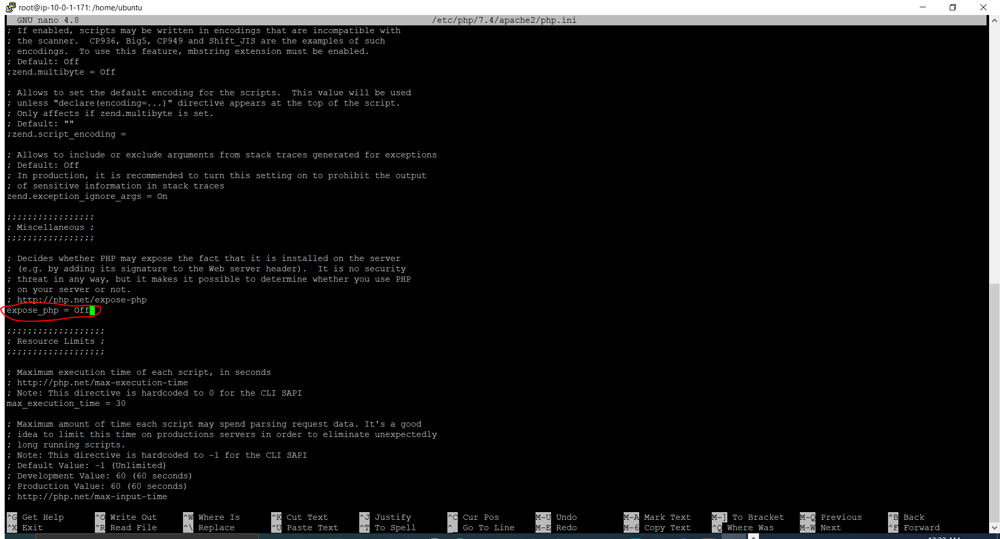 root@ip-10-0-1-171: /home/ubuntu
GNU nano 4.8 /etc/php/7.4/apache2/php.ini
; If enabled, scripts may be written in encodings that are incompatible with
; the scanner.  CP936, Big5, CP949 and Shift_JIS are the examples of such
; encodings.  To use this feature, mbstring extension must be enabled.
; Default: Off
;zend.multibyte = Off
; Allows to set the default encoding for the scripts.  This value will be used
; unless "declare(encoding=...)" directive appears at the top of the script.
; Only affects if zend.multibyte is set.
; Default: ""
;zend.script_encoding =
; Allows to include or exclude arguments from stack traces generated for exceptions
; Default: Off
; In production, it is recommended to turn this setting on to prohibit the output
; of sensitive information in stack traces
zend.exception_ignore_args = On
;;;;;;;;;;;;;;;;;
; Miscellaneous ;
;;;;;;;;;;;;;;;;;
; Decides whether PHP may expose the fact that it is installed on the server
; (e.g. by adding its signature to the Web server header).  It is no security
; threat in any way, but it makes it possible to determine whether you use PHP
; on your server or not.
; http://php.net/expose-php
expose_php = Off
;;;;;;;;;;;;;;;;;;;
; Resource Limits ;
;;;;;;;;;;;;;;;;;;;
; Maximum execution time of each script, in seconds
; http://php.net/max-execution-time
; Note: This directive is hardcoded to 0 for the CLI SAPI
max_execution_time = 30
; Maximum amount of time each script may spend parsing request data. It's a good
; idea to limit this time on productions servers in order to eliminate unexpectedly
; long running scripts.
; Note: This directive is hardcoded to -1 for the CLI SAPI
; Default Value: -1 (Unlimited)
; Development Value: 60 (60 seconds)
; Production Value: 60 (60 seconds)
; http://php.net/max-input-time
^G Get Help ^O Write Out ^W Where Is ^K Cut Text ^J Justify ^C Cur Pos M-U Undo M-A Mark Text M-] To Bracket M-Q Previous ^B Back
^X Exit ^R Read File ^\ Replace ^U Paste Text ^T To Spell ^_ Go To Line M-E Redo M-6 Copy Text ^Q Where Was M-W Next ^F Forward